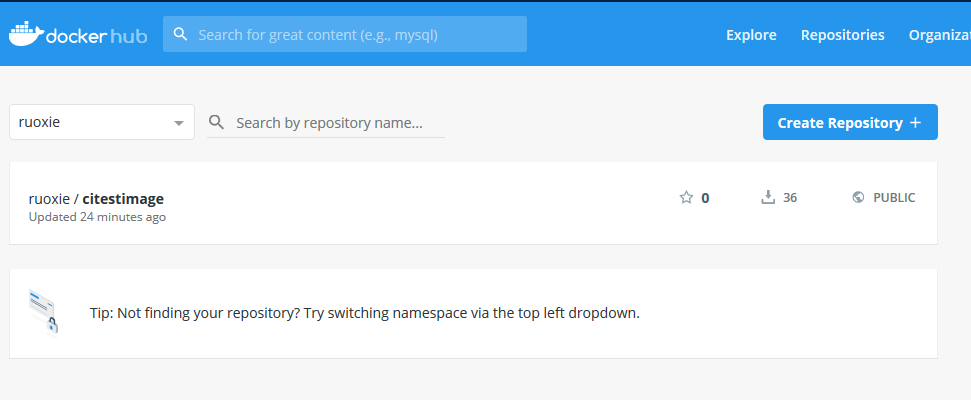 docker hub
Search for great content (e.g., mysql)
Explore
Repositories
Organizat
ruoxie
Search by repository name...
Create Repository +
ruoxie / citestimage
Updated 24 minutes ago
0
36
PUBLIC
Tip: Not finding your repository? Try switching namespace via the top left dropdown.